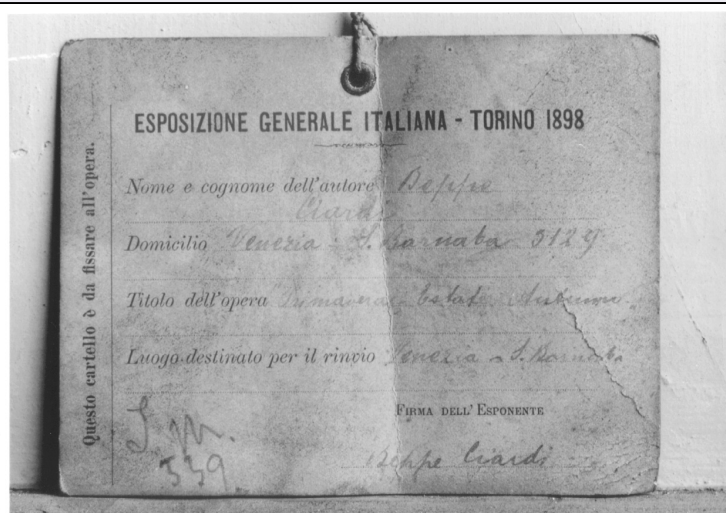 ESPOSIZIONE GENERALE ITALIANA - TORINO 1898
Nome e cognome dell'autore Beppe
Ciardi
Domicilio Venezia - S. Barnaba 3129
Titolo dell'opera Primavera - Estate - Autunno
Luogo destinato per il rinvio Venezia - S. Barnaba
FIRMA DELL'ESPONENTE
Beppe Ciardi
339
Questo cartello è da fissare all'opera.